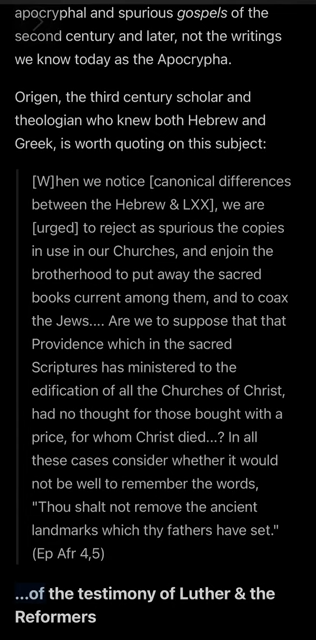 apocryphal and spurious gospels of the
second century and later, not the writings
we know today as the Apocrypha.
Origen, the third century scholar and
theologian who knew both Hebrew and
Greek, is worth quoting on this subject:
[W]hen we notice [canonical differences
between the Hebrew & LXX], we are
[urged] to reject as spurious the copies
in use in our Churches, and enjoin the
brotherhood to put away the sacred
books current among them, and to coax
the Jews.... Are we to suppose that that
Providence which in the sacred
Scriptures has ministered to the
edification of all the Churches of Christ,
had no thought for those bought with a
price, for whom Christ died...? In all
these cases consider whether it would
not be well to remember the words,
"Thou shalt not remove the ancient
landmarks which thy fathers have set."
(Ep Afr 4,5)
...of the testimony of Luther & the
Reformers